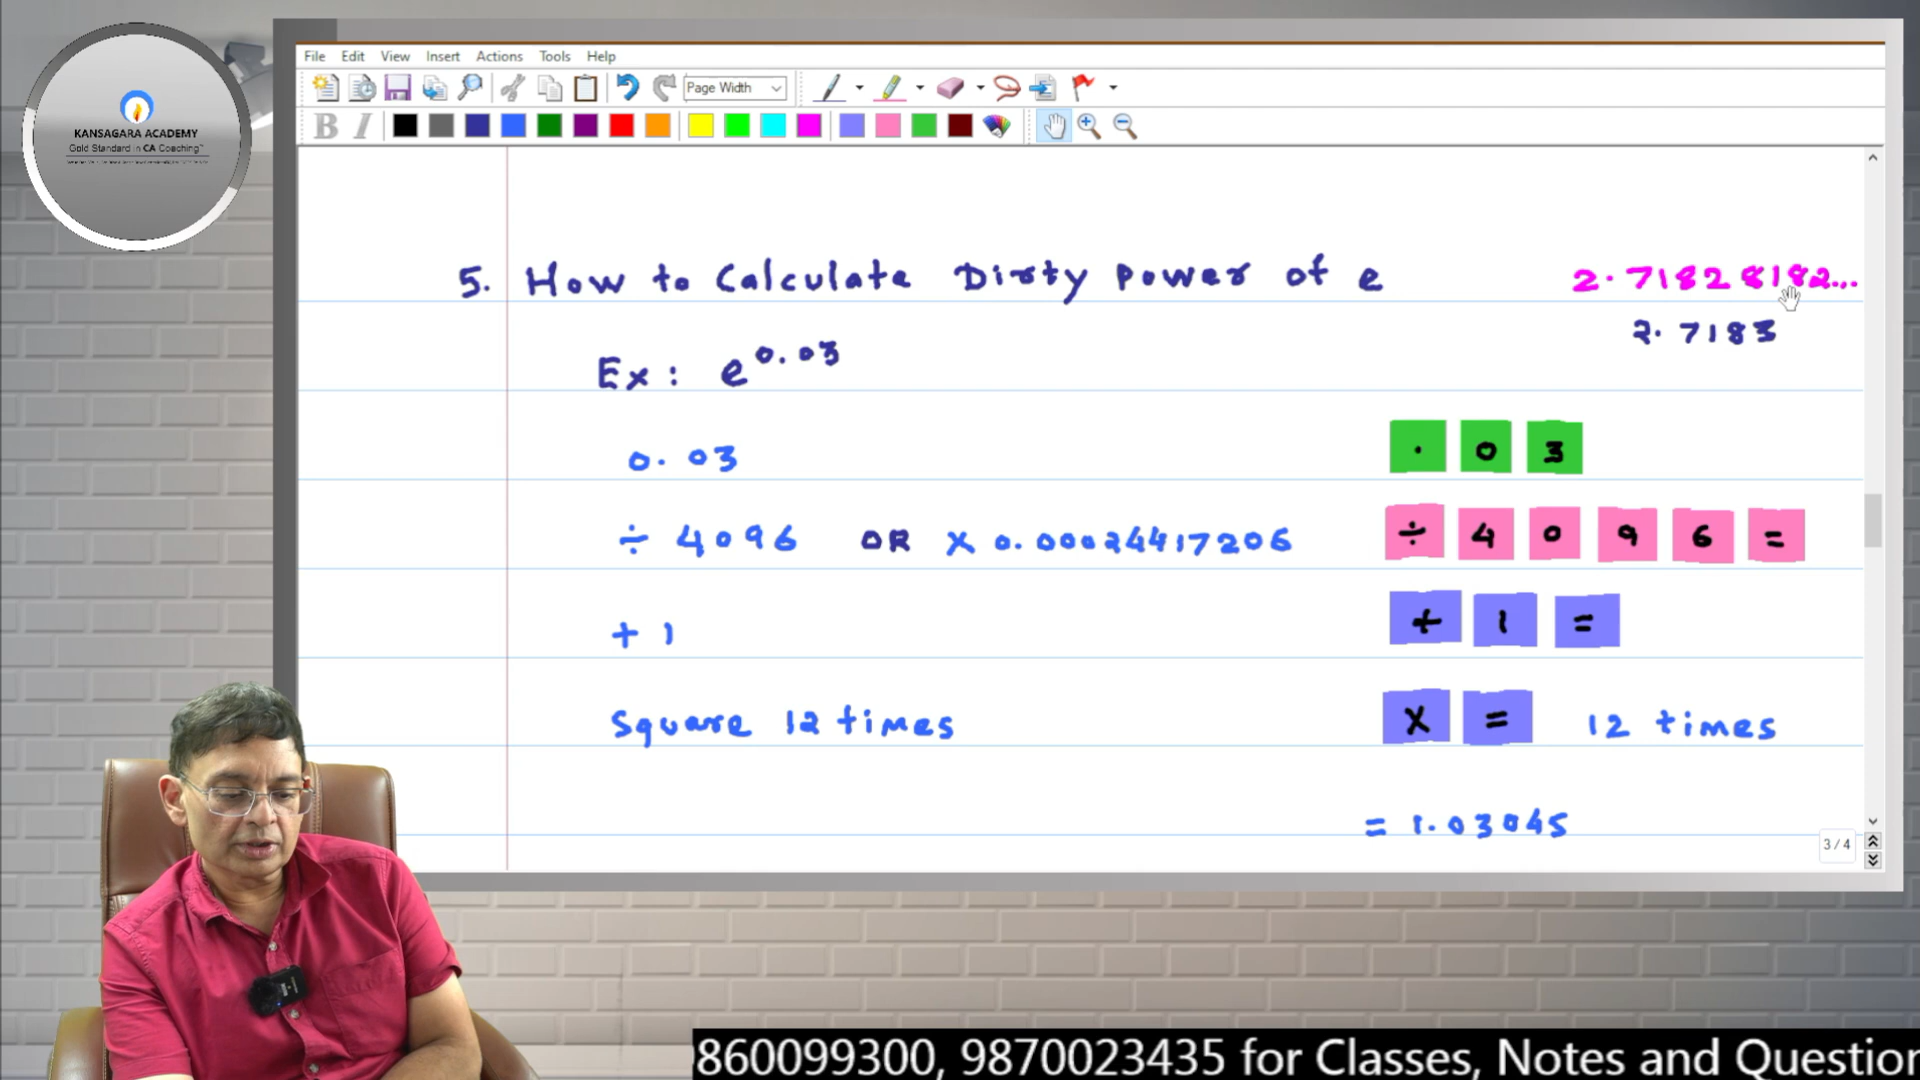 KANSAGARA ACADEMY
Gold Standard in CA Coaching™
File Edit View Insert Actions Tools Help
Page Width
B I
5. How to Calculate Dirty Power of e
2.71828182...
2.7183
Ex: e^0.03
0.03
. 0 3
÷ 4096 OR × 0.00024417206
÷ 4 0 9 6 =
+ 1
+ 1 =
Square 12 times
× = 12 times
= 1.03045
3 / 4
860099300, 9870023435 for Classes, Notes and Question